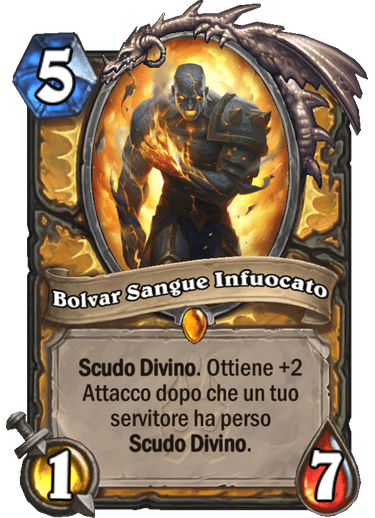 5
Bolvar Sangue Infuocato
Scudo Divino. Ottiene +2
Attacco dopo che un tuo
servitore ha perso
Scudo Divino.
1
7